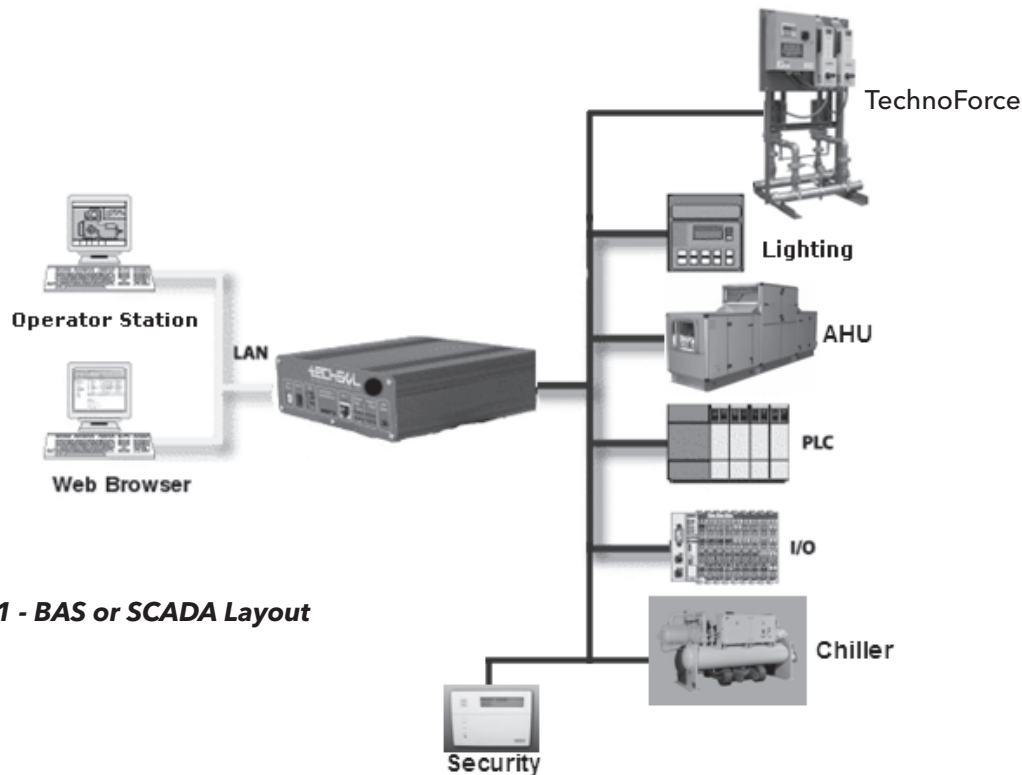 TechnoForce
Lighting
Operator Station
LAN
AHU
PLC
Web Browser
I/O
1 - BAS or SCADA Layout
Chiller
Security